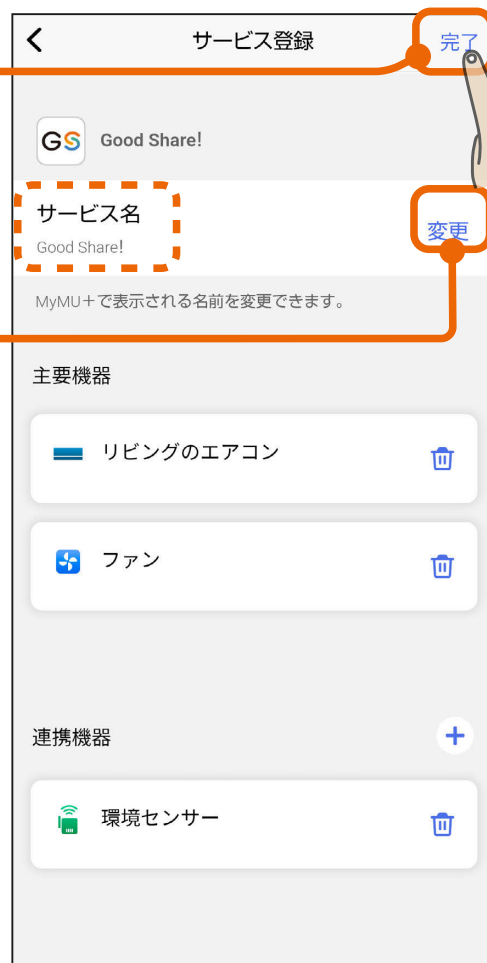 サービス登録
完了
GS
Good Share!
サービス名
Good Share!
変更
MyMU+で表示される名前を変更できます。
主要機器
リビングのエアコン
ファン
連携機器
環境センサー